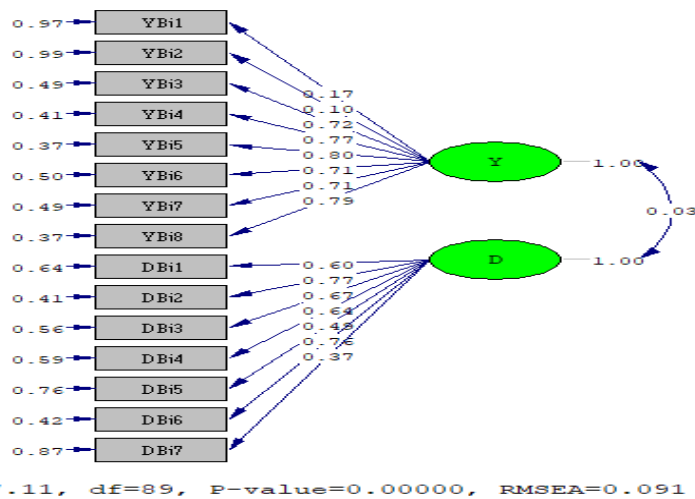 0.97 YBi1
0.99 YBi2
0.49 YBi3
0.41 YBi4
0.37 YBi5
0.50 YBi6
0.49 YBi7
0.37 YBi8
0.64 DBi1
0.41 DBi2
0.56 DBi3
0.59 DBi4
0.76 DBi5
0.42 DBi6
0.87 DBi7
0.17
0.10
0.72
0.77
0.80
0.71
0.71
0.79
0.60
0.77
0.67
0.64
0.49
0.76
0.37
Y 1.00
0.03
D 1.00
.11, df=89, P-value=0.00000, RMSEA=0.091